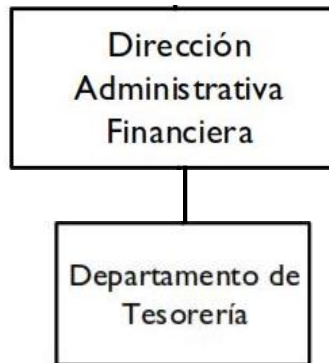 Dirección
Administrativa
Financiera
Departamento de
Tesorería